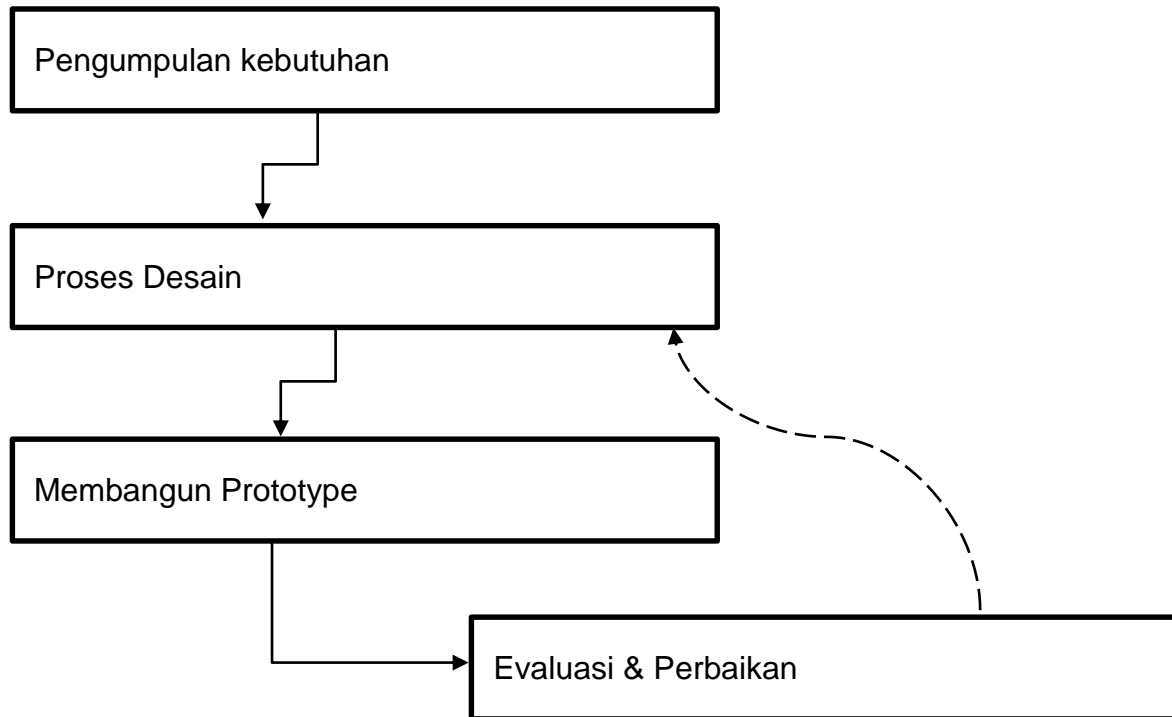 Pengumpulan kebutuhan
Proses Desain
Membangun Prototype
Evaluasi & Perbaikan